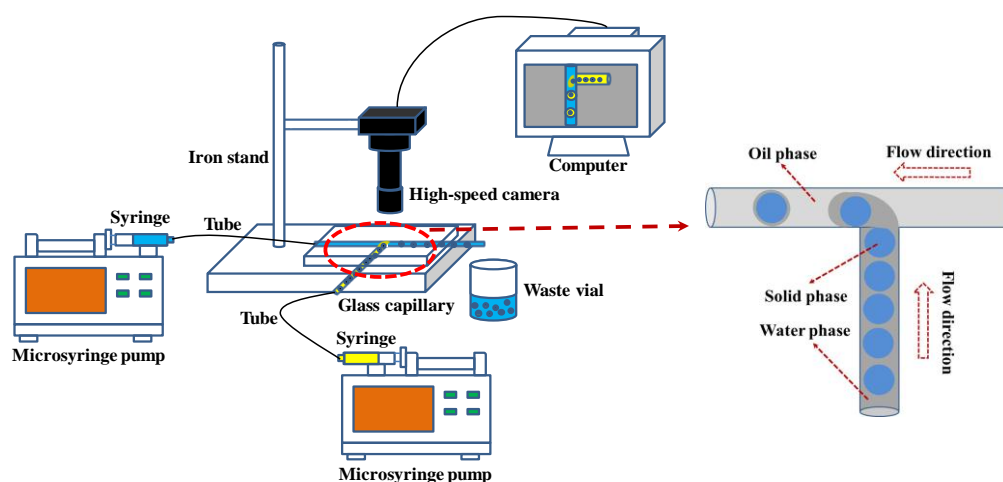 Iron stand
Computer
High-speed camera
Syringe
Tube
Microsyringe pump
Glass capillary
Waste vial
Tube
Syringe
Microsyringe pump
Oil phase
Flow direction
Solid phase
Water phase
Flow direction